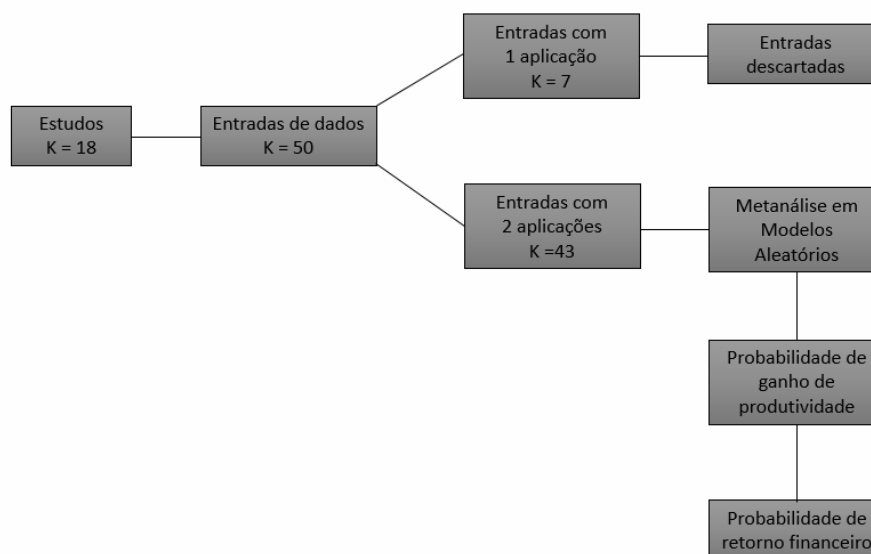 Estudos
K = 18
Entradas de dados
K = 50
Entradas com
1 aplicação
K = 7
Entradas
descartadas
Entradas com
2 aplicações
K =43
Metanálise em
Modelos
Aleatórios
Probabilidade de
ganho de
produtividade
Probabilidade de
retorno financeiro